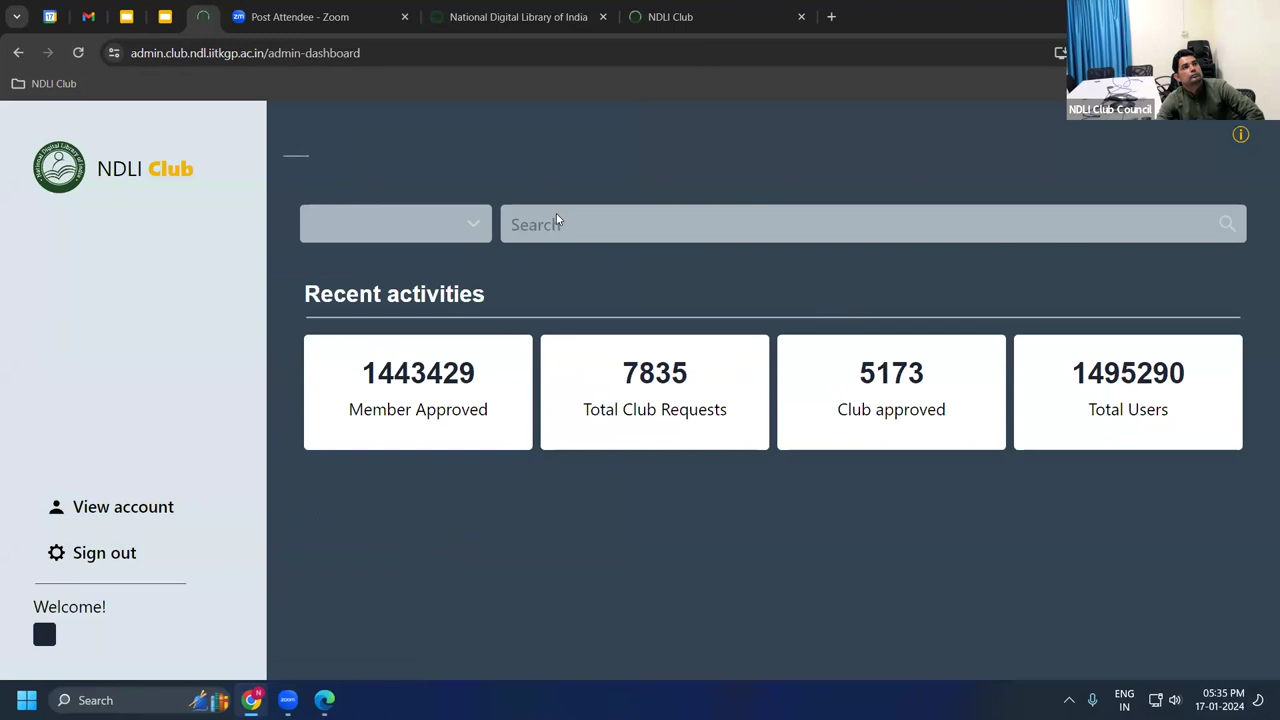 Post Attendee - Zoom
National Digital Library of India
NDLI Club
admin.club.ndl.iitkgp.ac.in/admin-dashboard
NDLI Club
NDLI Club Council
NDLI Club
Search
Recent activities
1443429
Member Approved
7835
Total Club Requests
5173
Club approved
1495290
Total Users
View account
Sign out
Welcome!
Search
ENG
IN
05:35 PM
17-01-2024